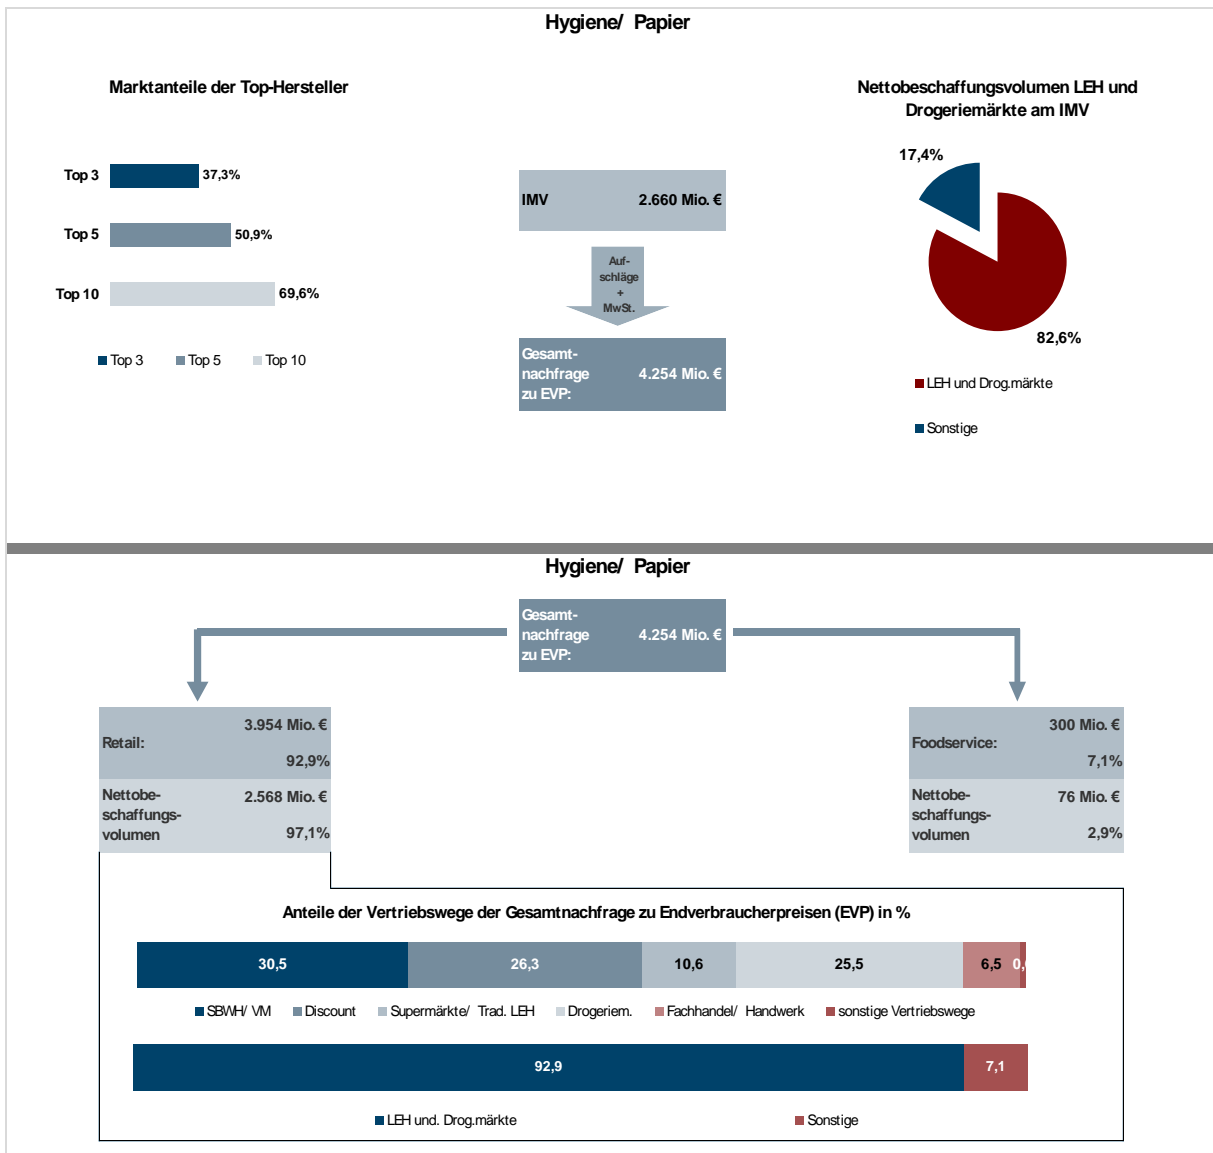 Hygiene/ Papier
Marktanteile der Top-Hersteller
Top 3
37,3%
Top 5
50,9%
Top 10
69,6%
Top 3
Top 5
Top 10
IMV
2.660 Mio. €
Auf-
schläge
+
MwSt.
Gesamt-
nachfrage
zu EVP:
4.254 Mio. €
Nettobeschaffungsvolumen LEH und
Drogeriemärkte am IMV
17,4%
82,6%
LEH und Drog.märkte
Sonstige
Hygiene/ Papier
Gesamt-
nachfrage
zu EVP:
4.254 Mio. €
Retail:
3.954 Mio. €
92,9%
Nettobe-
schaffungs-
volumen
2.568 Mio. €
97,1%
Foodservice:
300 Mio. €
7,1%
Nettobe-
schaffungs-
volumen
76 Mio. €
2,9%
Anteile der Vertriebswege der Gesamtnachfrage zu Endverbraucherpreisen (EVP) in %
30,5
26,3
10,6
25,5
6,5
SBWH/ VM
Discount
Supermärkte/ Trad. LEH
Drogeriem.
Fachhandel/ Handwerk
sonstige Vertriebswege
92,9
7,1
LEH und. Drog.märkte
Sonstige